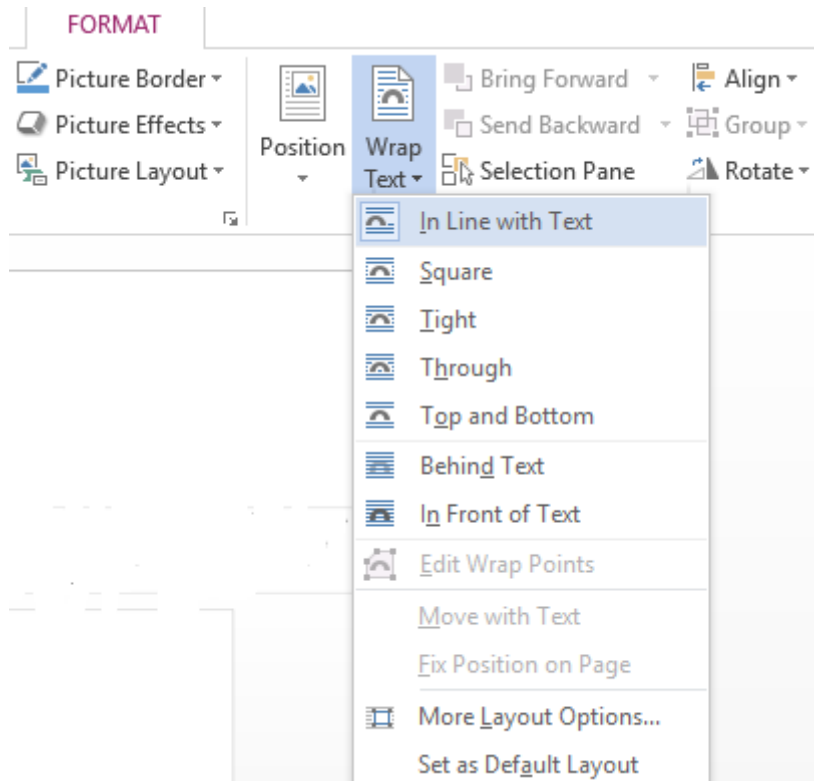 FORMAT
Picture Border
Picture Effects
Picture Layout
Position
Wrap
Text
Bring Forward
Send Backward
Selection Pane
Align
Group
Rotate
In Line with Text
Square
Tight
Through
Top and Bottom
Behind Text
In Front of Text
Edit Wrap Points
Move with Text
Fix Position on Page
More Layout Options...
Set as Default Layout